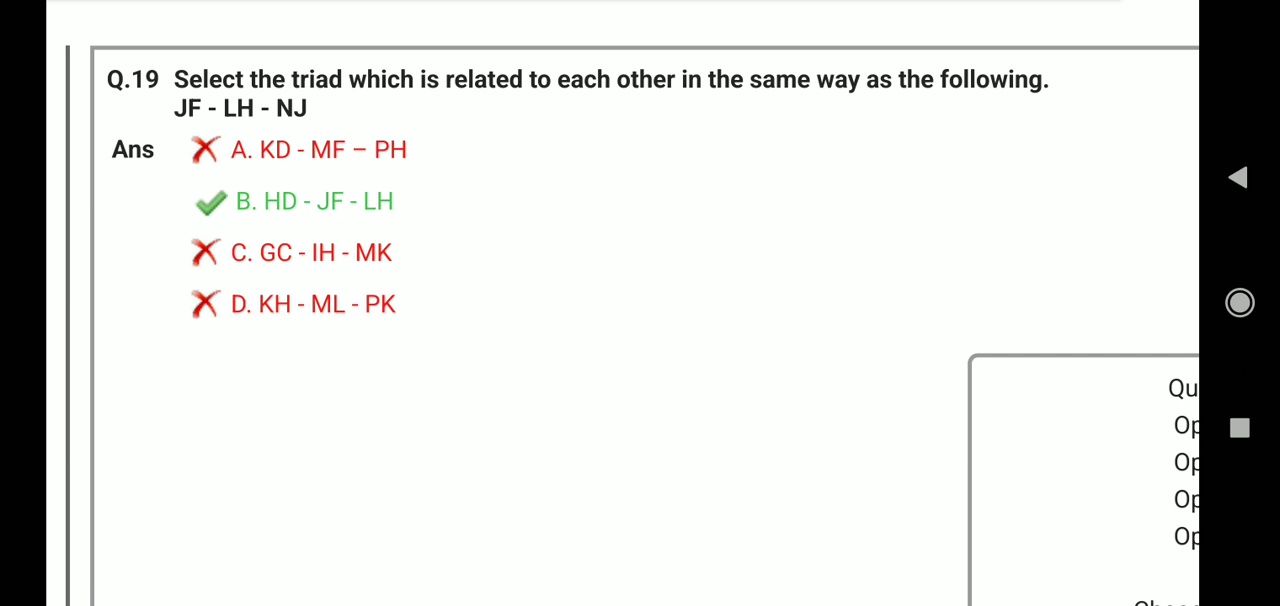 Q.19 Select the triad which is related to each other in the same way as the following.
JF - LH - NJ
Ans A. KD - MF – PH
B. HD - JF - LH
C. GC - IH - MK
D. KH - ML - PK
Qu
Op
Op
Op
Op